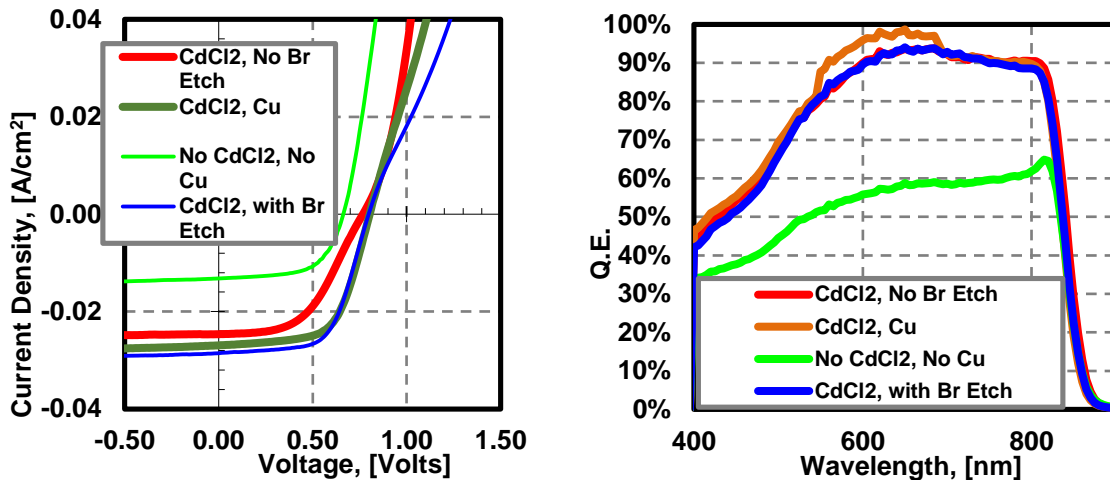 0.04
0.02
0.00
-0.02
-0.04
Current Density, [A/cm²]
CdCl2, No Br
Etch
CdCl2, Cu
No CdCl2, No
Cu
CdCl2, with Br
Etch
-0.50
0.00
0.50
1.00
1.50
Voltage, [Volts]
100%
90%
80%
70%
60%
50%
40%
30%
20%
10%
0%
Q.E.
CdCl2, No Br Etch
CdCl2, Cu
No CdCl2, No Cu
CdCl2, with Br Etch
400
600
800
Wavelength, [nm]